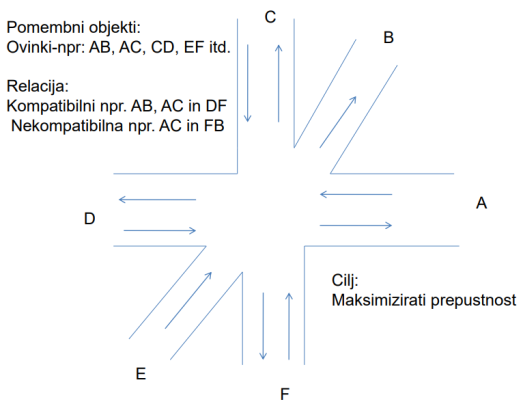 Pomembni objekti:
Ovinki-npr: AB, AC, CD, EF itd.
Relacija:
Kompatibilni npr. AB, AC in DF
Nekompatibilna npr. AC in FB
C
B
D
A
Cilj:
Maksimizirati prepustnost
E
F